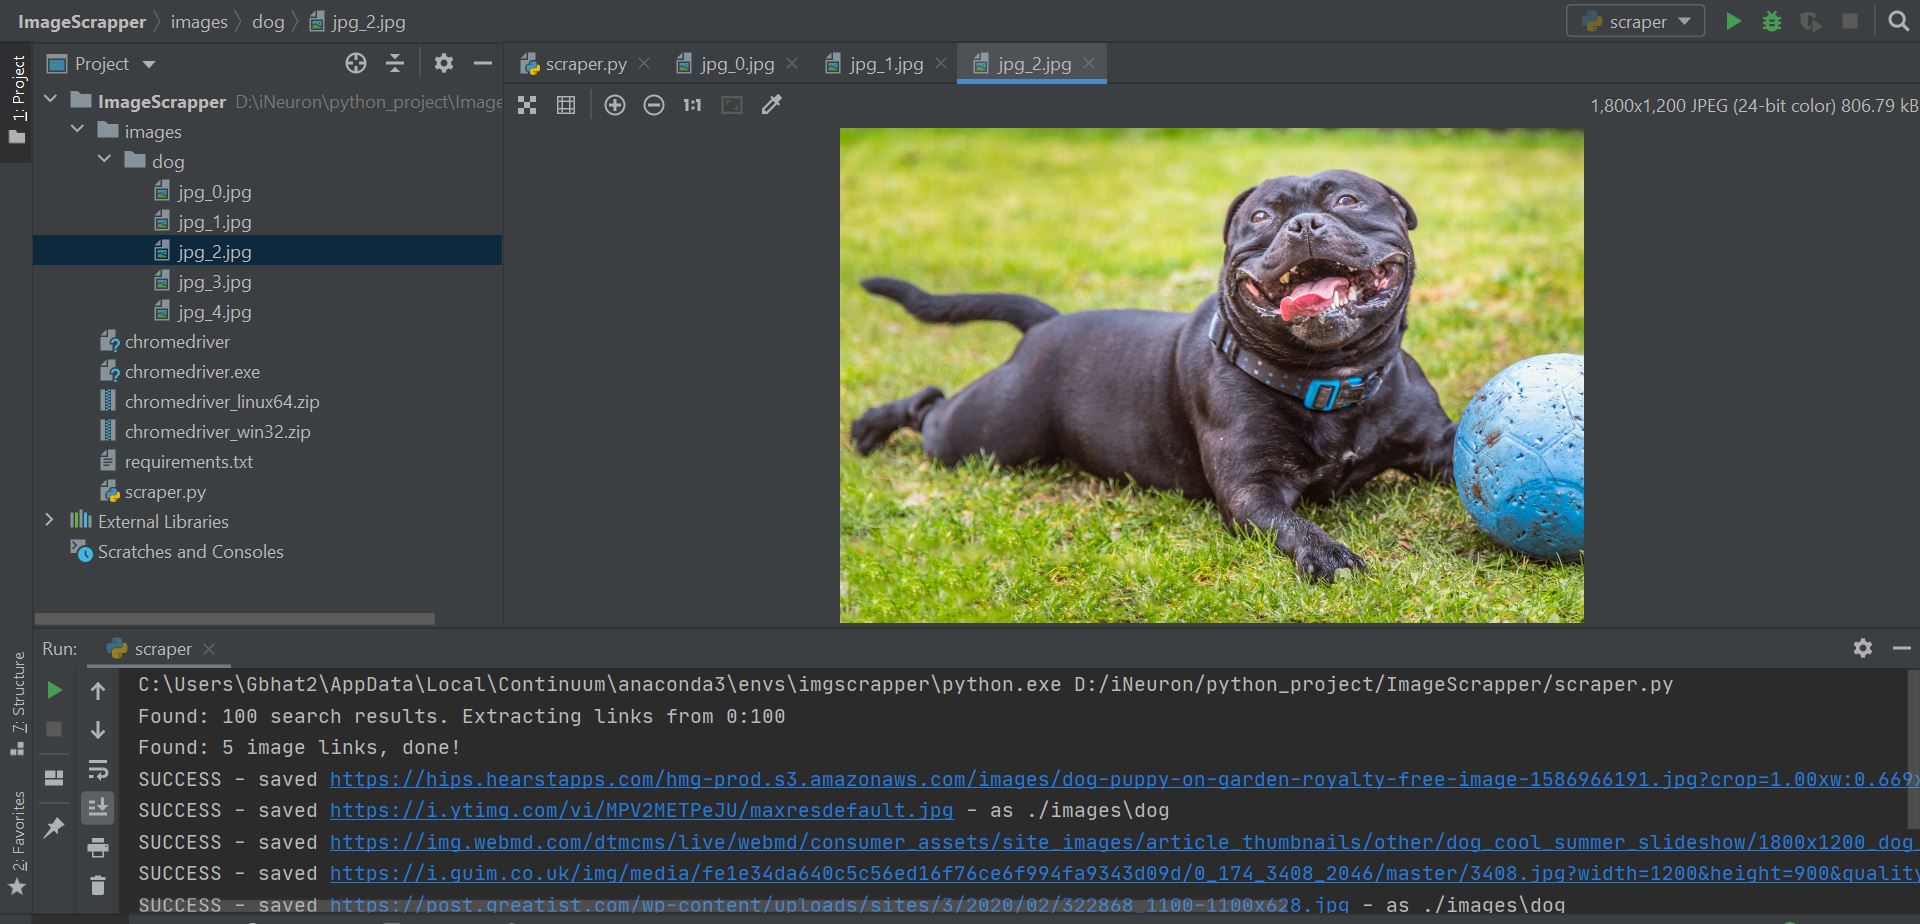 ImageScrapper images dog jpg_2.jpg
scraper
1: Project
Project
scraper.py jpg_0.jpg jpg_1.jpg jpg_2.jpg
ImageScrapper D:\iNeuron\python_project\Image
1:1
1,800x1,200 JPEG (24-bit color) 806.79 kB
images
dog
jpg_0.jpg
jpg_1.jpg
jpg_2.jpg
jpg_3.jpg
jpg_4.jpg
chromedriver
chromedriver.exe
chromedriver_linux64.zip
chromedriver_win32.zip
requirements.txt
scraper.py
External Libraries
Scratches and Consoles
7: Structure
2: Favorites
Run: scraper
C:\Users\Gbhat2\AppData\Local\Continuum\anaconda3\envs\imgscrapper\python.exe D:/iNeuron/python_project/ImageScrapper/scraper.py
Found: 100 search results. Extracting links from 0:100
Found: 5 image links, done!
SUCCESS - saved https://hips.hearstapps.com/hmg-prod.s3.amazonaws.com/images/dog-puppy-on-garden-royalty-free-image-1586966191.jpg?crop=1.00xw:0.669x
SUCCESS - saved https://i.ytimg.com/vi/MPV2METPeJU/maxresdefault.jpg - as ./images\dog
SUCCESS - saved https://img.webmd.com/dtmcms/live/webmd/consumer_assets/site_images/article_thumbnails/other/dog_cool_summer_slideshow/1800x1200_dog_
SUCCESS - saved https://i.guim.co.uk/img/media/fe1e34da640c5c56ed16f76ce6f994fa9343d09d/0_174_3408_2046/master/3408.jpg?width=1200&height=900&quality
SUCCESS - saved https://post.greatist.com/wp-content/uploads/sites/3/2020/02/322868_1100-1100x628.jpg - as ./images\dog